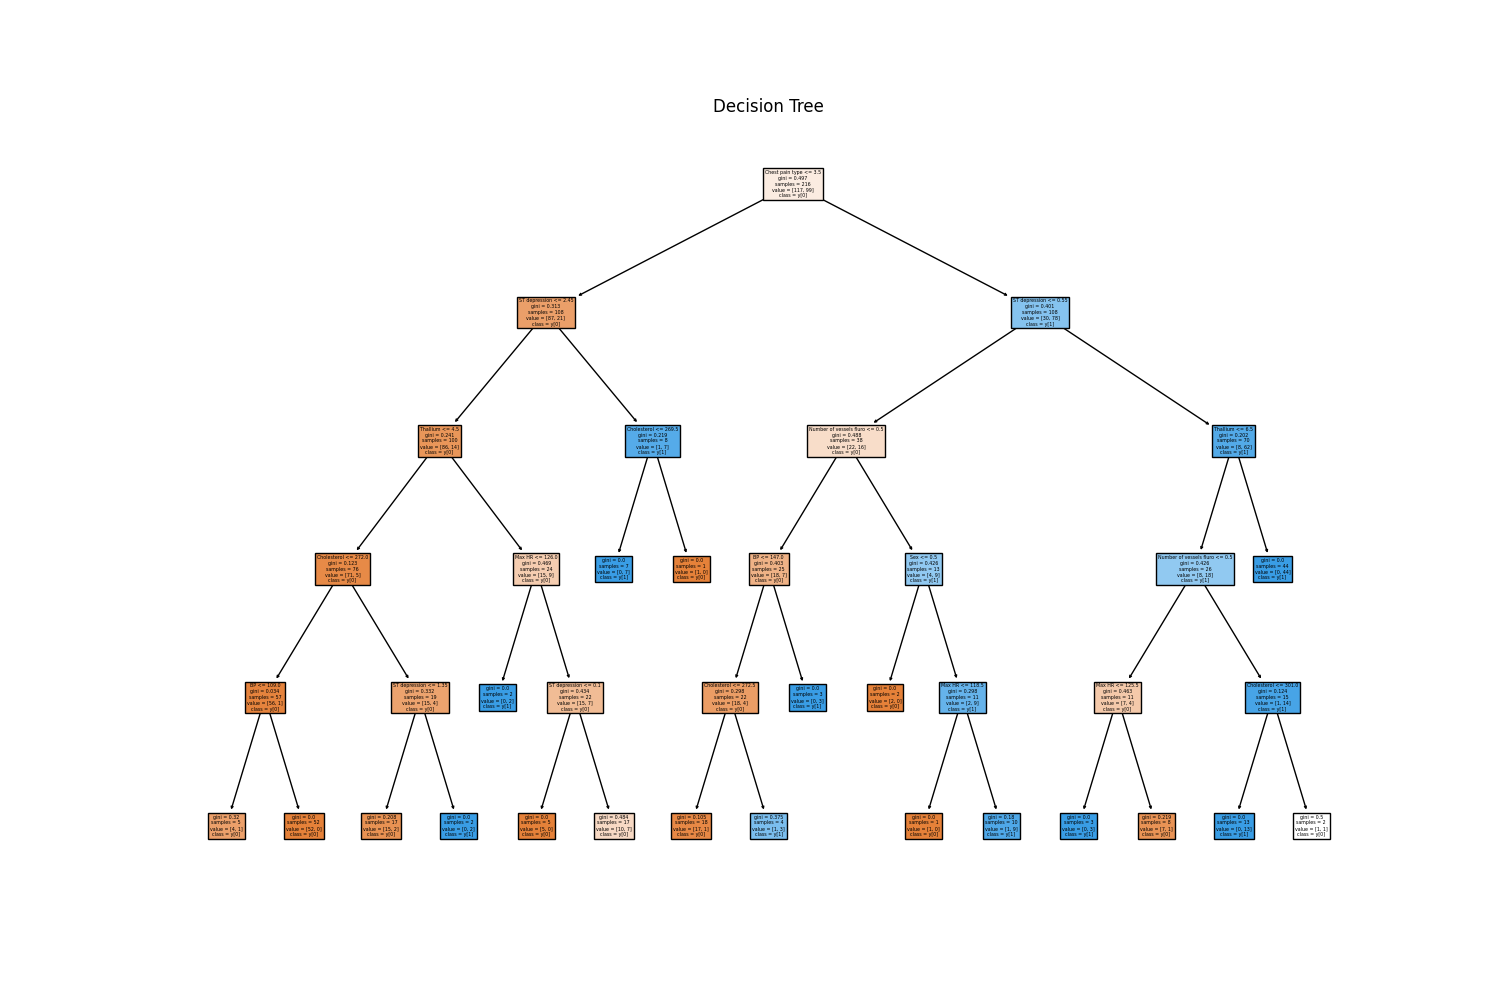 Decision Tree
Chest pain type <= 3.5
gini = 0.497
samples = 216
value = [117, 99]
class = y[0]
ST depression <= 2.45
gini = 0.313
samples = 108
value = [87, 21]
class = y[0]
ST depression <= 0.55
gini = 0.401
samples = 108
value = [30, 78]
class = y[1]
Thallium <= 4.5
gini = 0.241
samples = 100
value = [86, 14]
class = y[0]
Cholesterol <= 269.5
gini = 0.219
samples = 8
value = [1, 7]
class = y[1]
Number of vessels fluro <= 0.5
gini = 0.488
samples = 38
value = [22, 16]
class = y[0]
Thallium <= 6.5
gini = 0.202
samples = 70
value = [8, 62]
class = y[1]
Cholesterol <= 272.0
gini = 0.123
samples = 76
value = [71, 5]
class = y[0]
Max HR <= 126.0
gini = 0.469
samples = 24
value = [15, 9]
class = y[0]
gini = 0.0
samples = 7
value = [0, 7]
class = y[1]
gini = 0.0
samples = 1
value = [1, 0]
class = y[0]
BP <= 147.0
gini = 0.403
samples = 25
value = [18, 7]
class = y[0]
Sex <= 0.5
gini = 0.426
samples = 13
value = [4, 9]
class = y[1]
Number of vessels fluro <= 0.5
gini = 0.426
samples = 26
value = [8, 18]
class = y[1]
gini = 0.0
samples = 44
value = [0, 44]
class = y[1]
BP <= 109.0
gini = 0.034
samples = 57
value = [56, 1]
class = y[0]
ST depression <= 1.35
gini = 0.332
samples = 19
value = [15, 4]
class = y[0]
gini = 0.0
samples = 2
value = [0, 2]
class = y[1]
ST depression <= 0.1
gini = 0.434
samples = 22
value = [15, 7]
class = y[0]
Cholesterol <= 272.5
gini = 0.298
samples = 22
value = [18, 4]
class = y[0]
gini = 0.0
samples = 3
value = [0, 3]
class = y[1]
gini = 0.0
samples = 2
value = [2, 0]
class = y[0]
Max HR <= 118.5
gini = 0.298
samples = 11
value = [2, 9]
class = y[1]
Max HR <= 125.5
gini = 0.463
samples = 11
value = [7, 4]
class = y[0]
Cholesterol <= 301.0
gini = 0.124
samples = 15
value = [1, 14]
class = y[1]
gini = 0.32
samples = 5
value = [4, 1]
class = y[0]
gini = 0.0
samples = 52
value = [52, 0]
class = y[0]
gini = 0.208
samples = 17
value = [15, 2]
class = y[0]
gini = 0.0
samples = 2
value = [0, 2]
class = y[1]
gini = 0.0
samples = 5
value = [5, 0]
class = y[0]
gini = 0.484
samples = 17
value = [10, 7]
class = y[0]
gini = 0.105
samples = 18
value = [17, 1]
class = y[0]
gini = 0.375
samples = 4
value = [1, 3]
class = y[1]
gini = 0.0
samples = 1
value = [1, 0]
class = y[0]
gini = 0.18
samples = 10
value = [1, 9]
class = y[1]
gini = 0.0
samples = 3
value = [0, 3]
class = y[1]
gini = 0.219
samples = 8
value = [7, 1]
class = y[0]
gini = 0.0
samples = 13
value = [0, 13]
class = y[1]
gini = 0.5
samples = 2
value = [1, 1]
class = y[0]